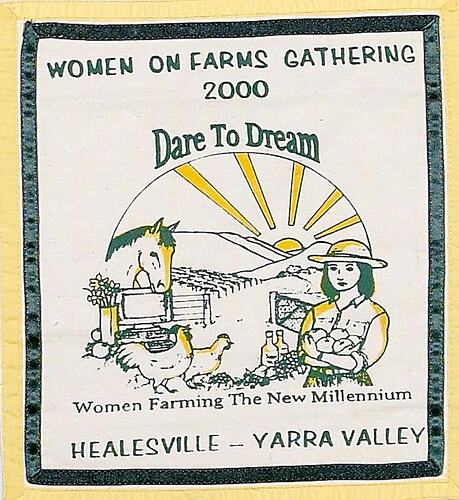 WOMEN ON FARMS GATHERING
2000
Dare To Dream
Women Farming The New Millennium
HEALESVILLE – YARRA VALLEY